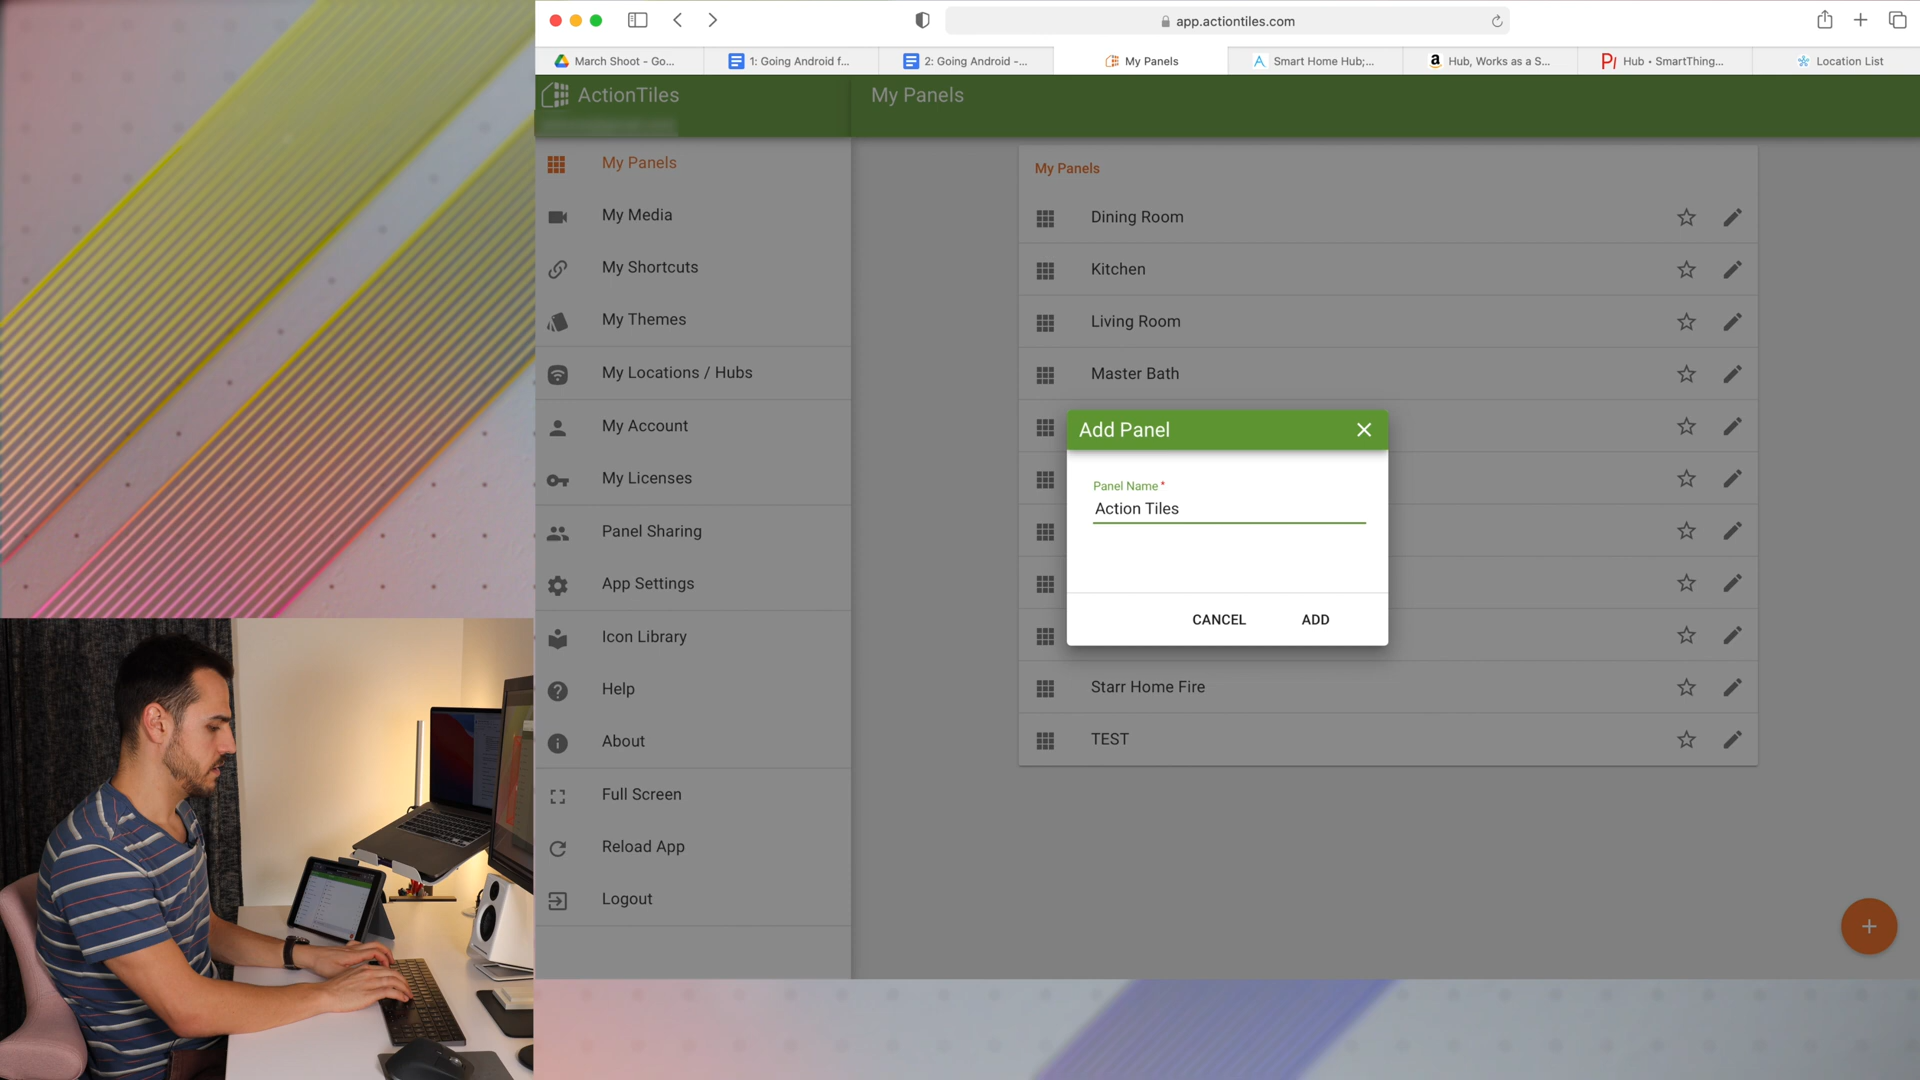 app.actiontiles.com
March Shoot - Go...
1: Going Android f...
2: Going Android -...
My Panels
Smart Home Hub;...
Hub, Works as a S...
Hub • SmartThing...
Location List
ActionTiles
My Panels
My Panels
My Media
My Shortcuts
My Themes
My Locations / Hubs
My Account
My Licenses
Panel Sharing
App Settings
Icon Library
Help
About
Full Screen
Reload App
Logout
My Panels
Dining Room
Kitchen
Living Room
Master Bath
Starr Home Fire
TEST
Add Panel
Panel Name *
Action Tiles
CANCEL
ADD